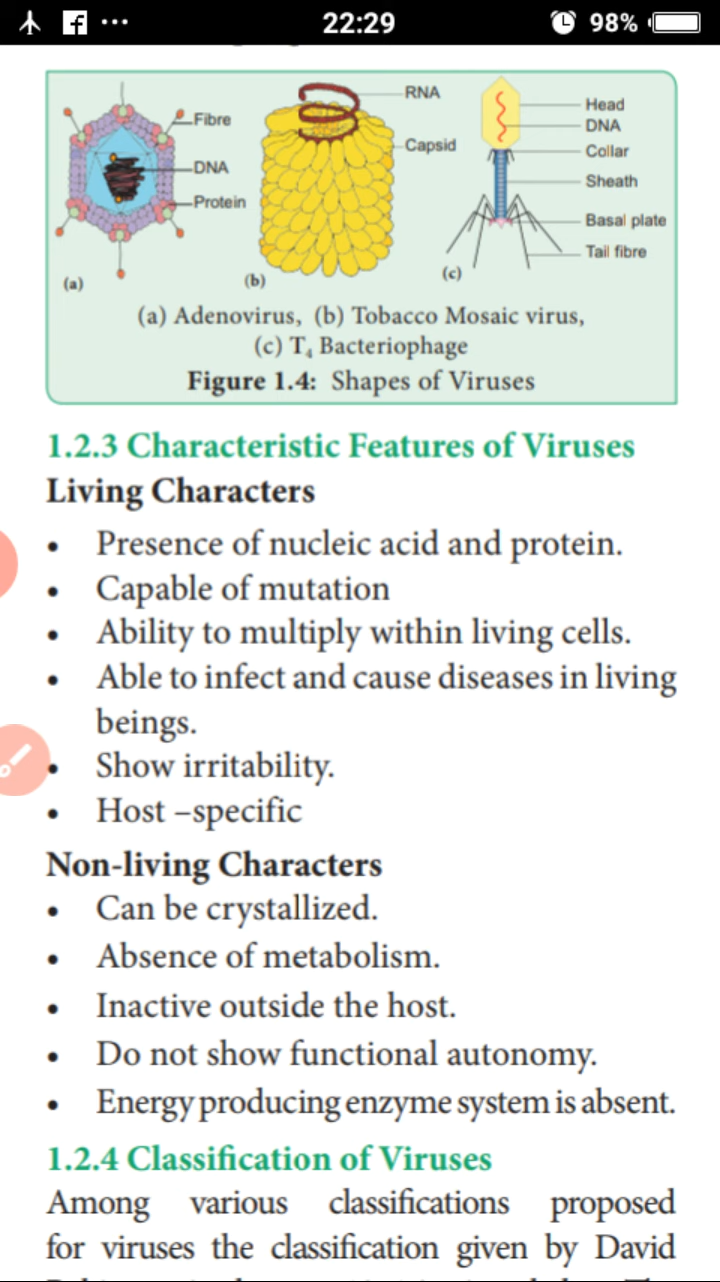 22:29
98%
Fibre
DNA
Protein
(a)
RNA
Capsid
(b)
Head
DNA
Collar
Sheath
Basal plate
Tail fibre
(c)
(a) Adenovirus, (b) Tobacco Mosaic virus,
(c) T₄ Bacteriophage
Figure 1.4: Shapes of Viruses
1.2.3 Characteristic Features of Viruses
Living Characters
• Presence of nucleic acid and protein.
• Capable of mutation
• Ability to multiply within living cells.
• Able to infect and cause diseases in living
beings.
• Show irritability.
• Host –specific
Non-living Characters
• Can be crystallized.
• Absence of metabolism.
• Inactive outside the host.
• Do not show functional autonomy.
• Energy producing enzyme system is absent.
1.2.4 Classification of Viruses
Among various classifications proposed
for viruses the classification given by David